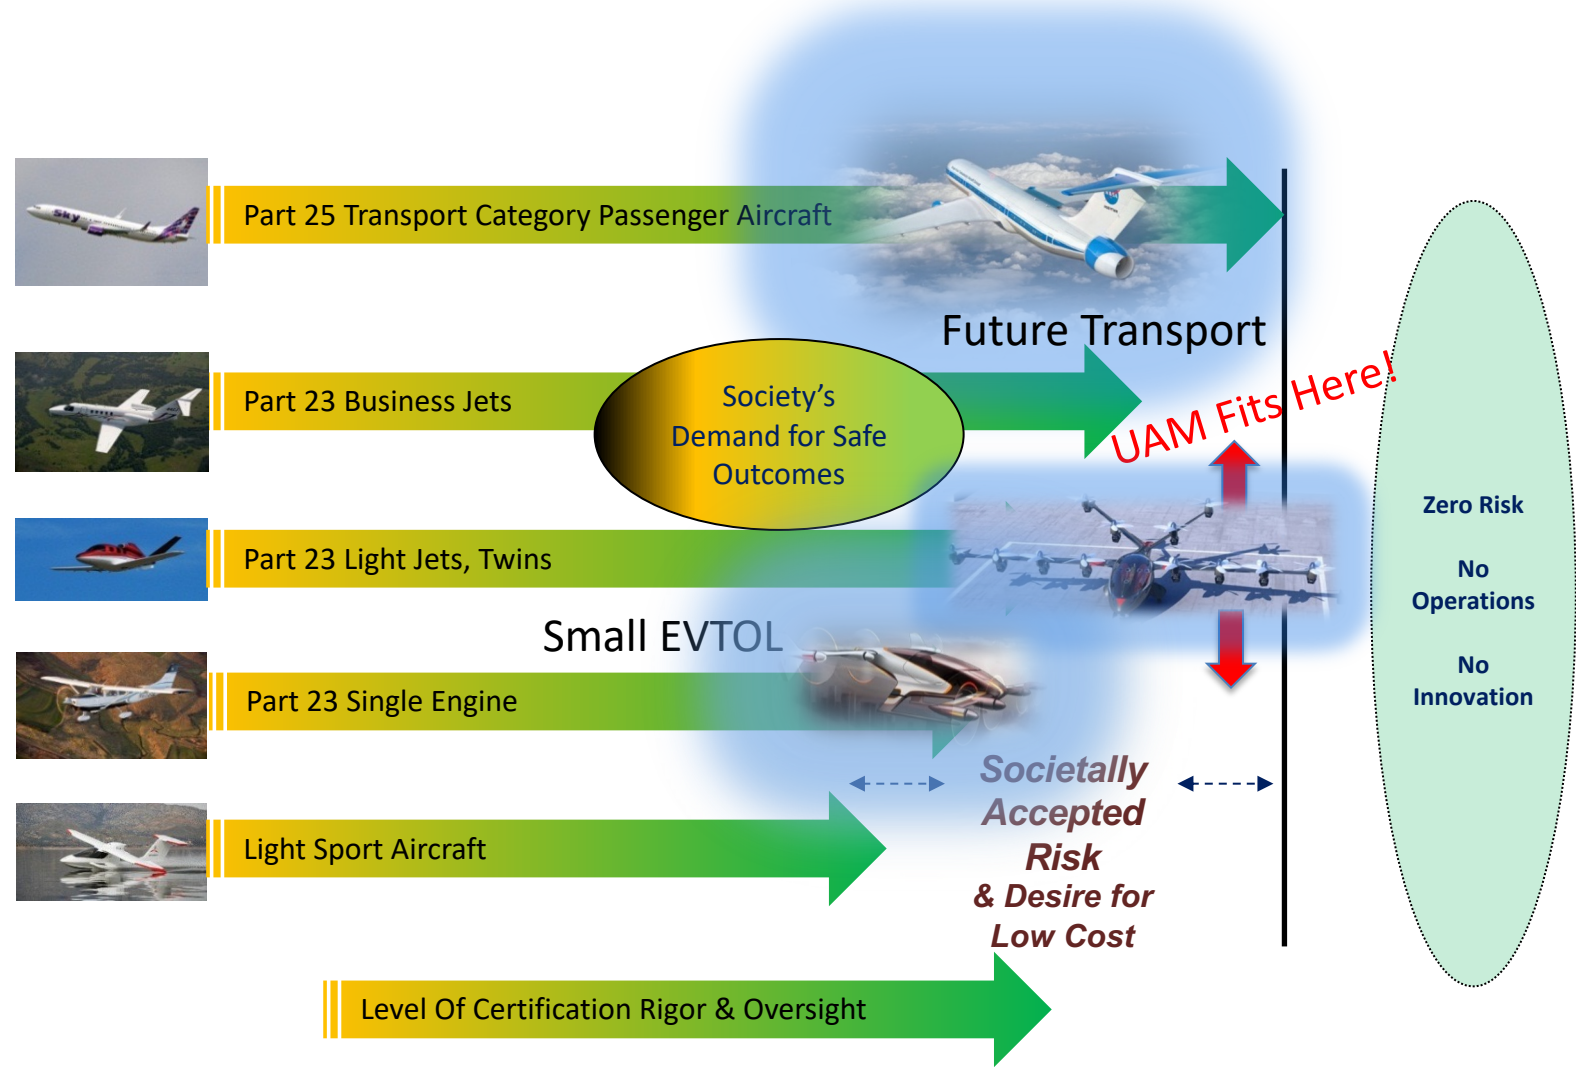 sky
Part 25 Transport Category Passenger Aircraft
Future Transport
Part 23 Business Jets
Society’s
Demand for Safe
Outcomes
UAM Fits Here!
Part 23 Light Jets, Twins
Small EVTOL
Part 23 Single Engine
Societally
Accepted
Risk
& Desire for
Low Cost
Light Sport Aircraft
Level Of Certification Rigor & Oversight
Zero Risk
No
Operations
No
Innovation